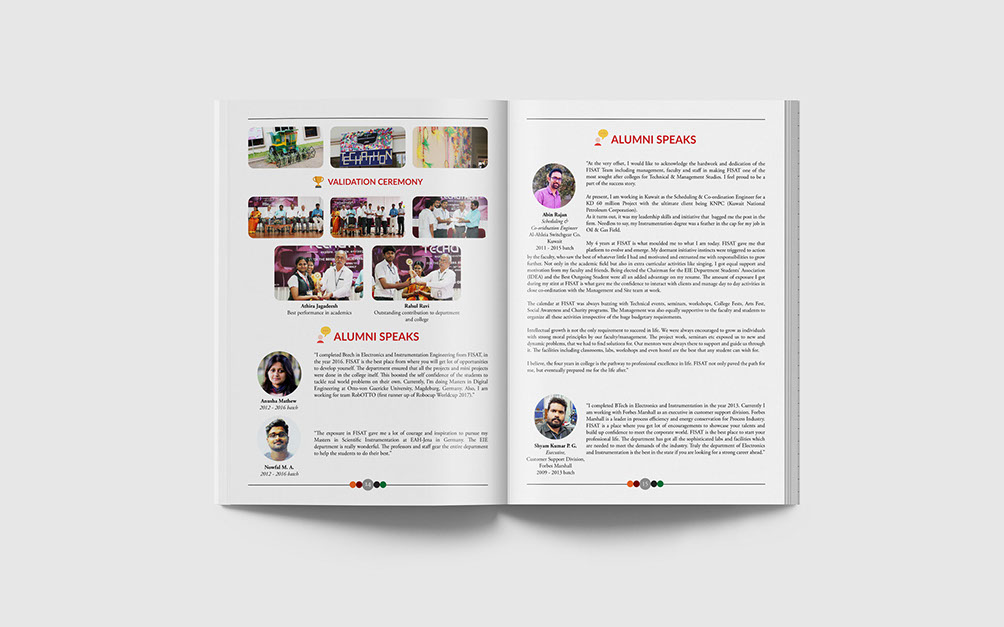 TECHATHON
VALIDATION CEREMONY
Athira Jagadeesh
Best performance in academics
Rahul Ravi
Outstanding contribution to department
and college
ALUMNI SPEAKS
"I completed Btech in Electronics and Instrumentation Engineering from FISAT, in
the year 2016. FISAT is the best place from where you will get lot of opportunities
to develop yourself. The department ensured that all the projects and mini projects
were done in the college itself. This boosted the self confidence of the students to
tackle real world problems on their own. Currently, I'm doing Masters in Digital
Engineering at Otto-von Guericke University, Magdeburg, Germany. Also, I am
working for team RobOTTO (first runner up of Robocup Worldcup 2017)."
Anusha Mathew
2012 - 2016 batch
"The exposure in FISAT gave me a lot of courage and inspiration to pursue my
Masters in Scientific Instrumentation at EAH-Jena in Germany. The EIE
department is really wonderful. The professors and staff gear the entire department
to help the students to do their best."
Nowfal M. A.
2012 - 2016 batch
14
ALUMNI SPEAKS
"At the very offset, I would like to acknowledge the hardwork and dedication of the
FISAT Team including management, faculty and staff in making FISAT one of the
most sought after colleges for Technical & Management Studies. I feel proud to be a
part of the success story.
At present, I am working in Kuwait as the Scheduling & Co-ordination Engineer for a
KD 60 million Project with the ultimate client being KNPC (Kuwait National
Petroleum Corporation).
As it turns out, it was my leadership skills and initiative that bagged me the post in the
firm. Needless to say, my Instrumentation degree was a feather in the cap for my job in
Oil & Gas Field.
Abin Rajan
Scheduling &
Co-ordination Engineer
Al-Ahleia Switchgear Co.
Kuwait
2011 - 2015 batch
My 4 years at FISAT is what moulded me to what I am today. FISAT gave me that
platform to evolve and emerge. My dormant initiative instincts were triggered to action
by the faculty, who saw the best of whatever little I had and motivated and entrusted me with responsibilities to grow
further. Not only in the academic field but also in extra curricular activities like singing, I got equal support and
motivation from my faculty and friends. Being elected the Chairman for the EIE Department Students' Association
(IDEA) and the Best Outgoing Student were all an added advantage on my resume. The amount of exposure I got
during my stint at FISAT is what gave me the confidence to interact with clients and manage day to day activities in
close co-ordination with the Management and Site team at work.
The calendar at FISAT was always buzzing with Technical events, seminars, workshops, College Fests, Arts Fest,
Social Awareness and Charity programs. The Management was also equally supportive to the faculty and students to
organize all these activities irrespective of the huge budgetary requirements.
Intellectual growth is not the only requirement to succeed in life. We were always encouraged to grow as individuals
with strong moral principles by our faculty/management. The project work, seminars etc exposed us to new and
dynamic problems, that we had to find solutions for. Our mentors were always there to support and guide us through
it. The facilities including classrooms, labs, workshops and even hostel are the best that any student can wish for.
I believe, the four years in college is the pathway to professional excellence in life. FISAT not only paved the path for
me, but eventually prepared me for the life after."
"I completed BTech in Electronics and Instrumentation in the year 2013. Currently I
am working with Forbes Marshall as an executive in customer support division. Forbes
Marshall is a leader in process efficiency and energy conservation for Process Industry.
FISAT is a place where you get lot of encouragements to showcase your talents and
build up confidence to meet the corporate world. FISAT is the best place to start your
professional life. The department has got all the sophisticated labs and facilities which
are needed to meet the demands of the industry. Truly the department of Electronics
and Instrumentation is the best in the state if you are looking for a strong career ahead."
Shyam Kumar P. G.
Executive,
Customer Support Division,
Forbes Marshall
2009 - 2013 batch
15